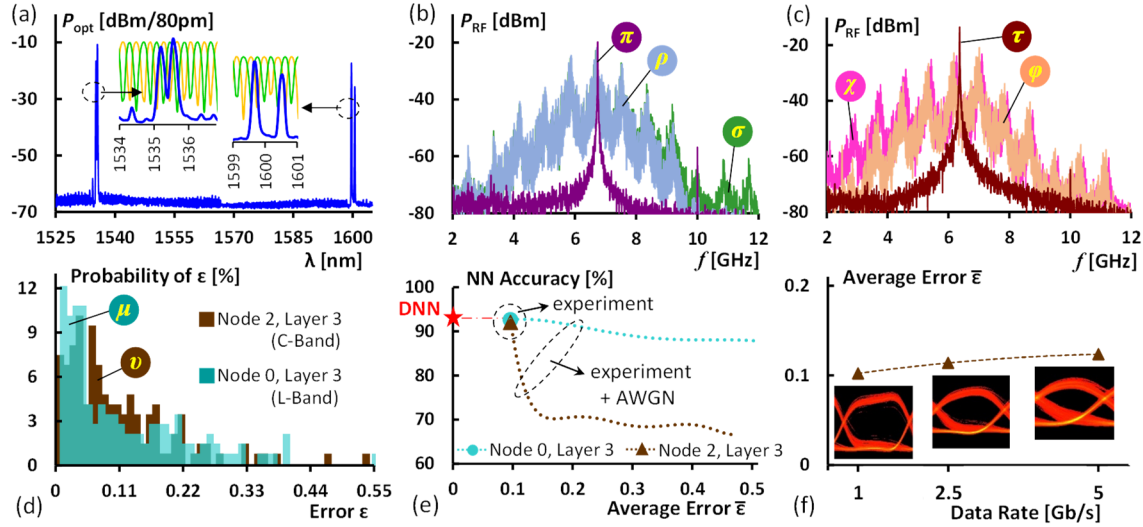 (a)
P_opt [dBm/80pm]
-10
-30
-50
-70
1534
1535
1536
1599
1600
1601
1525 1540 1555 1570 1585 1600
λ [nm]
(b)
P_RF [dBm]
-20
-40
-60
-80
π
ρ
σ
2 4 6 8 10 12
f [GHz]
(c)
P_RF [dBm]
-20
-40
-60
-80
τ
χ
φ
2 4 6 8 10 12
f [GHz]
Probability of ε [%]
12
9
6
3
0
μ
υ
Node 2, Layer 3
(C-Band)
Node 0, Layer 3
(L-Band)
0 0.11 0.22 0.33 0.44 0.55
(d)
Error ε
NN Accuracy [%]
100
90
80
70
60
DNN
experiment
experiment
+ AWGN
Node 0, Layer 3 Node 2, Layer 3
0 0.1 0.2 0.3 0.4 0.5
(e)
Average Error ε̅
Average Error ε̅
0.2
0.1
0
1 2.5 5
(f)
Data Rate [Gb/s]